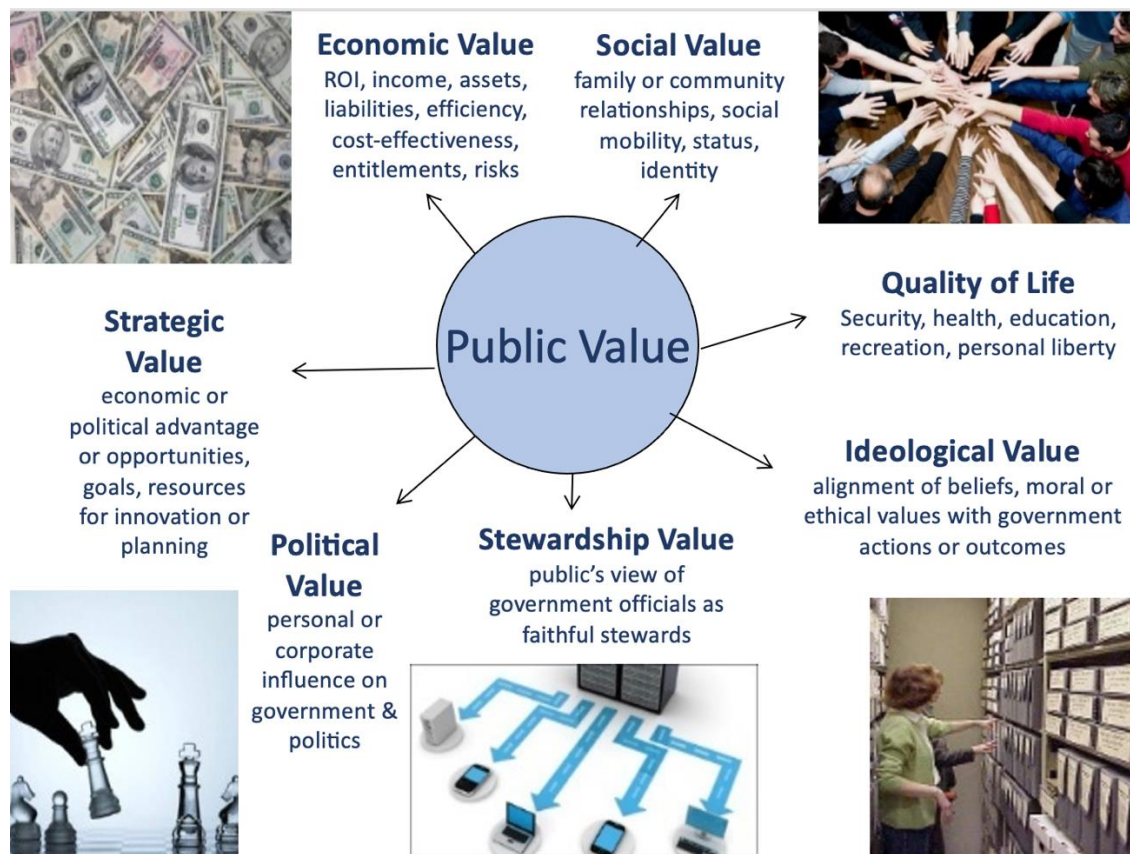 Economic Value
ROI, income, assets,
liabilities, efficiency,
cost-effectiveness,
entitlements, risks
Social Value
family or community
relationships, social
mobility, status,
identity
Quality of Life
Security, health, education,
recreation, personal liberty
Public Value
Strategic
Value
economic or
political advantage
or opportunities,
goals, resources
for innovation or
planning
Ideological Value
alignment of beliefs, moral or
ethical values with government
actions or outcomes
Political
Value
personal or
corporate
influence on
government &
politics
Stewardship Value
public’s view of
government officials as
faithful stewards